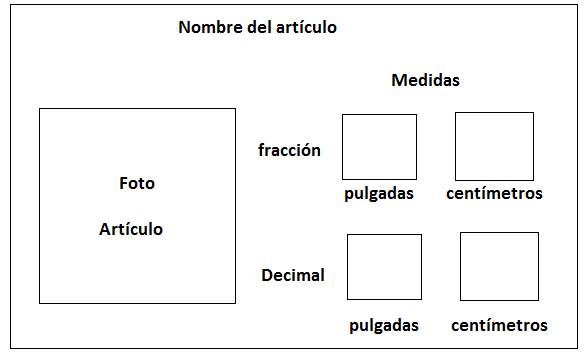 Nombre del artículo
Medidas
fracción
pulgadas centímetros
Foto
Artículo
Decimal
pulgadas centímetros